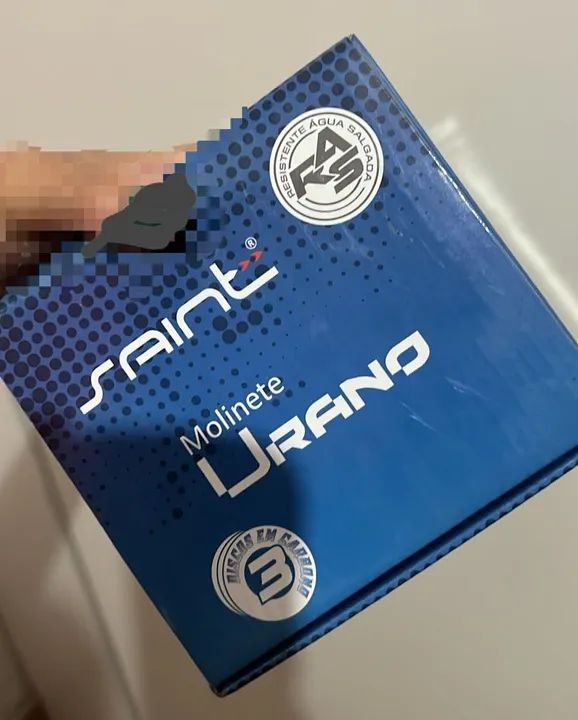 RESISTENTE ÁGUA SALGADA
RAS
SAINT®
Molinete
URANO
DISCOS EM CARBONO
3